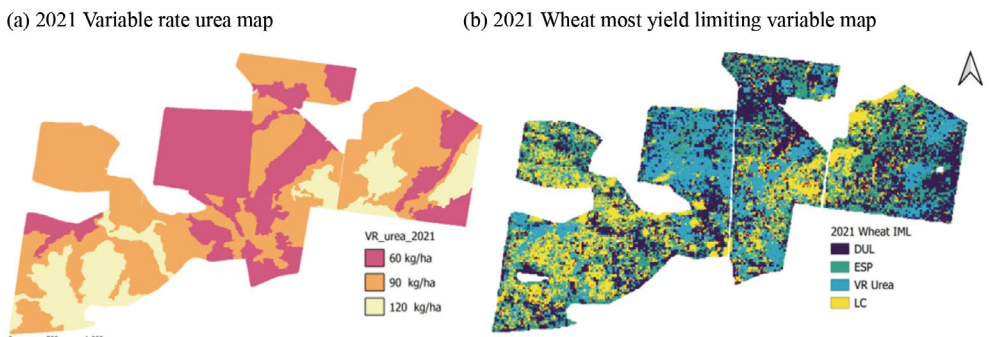 (a) 2021 Variable rate urea map
(b) 2021 Wheat most yield limiting variable map
VR_urea_2021
60 kg/ha
90 kg/ha
120 kg/ha
2021 Wheat IML
DUL
ESP
VR Urea
LC